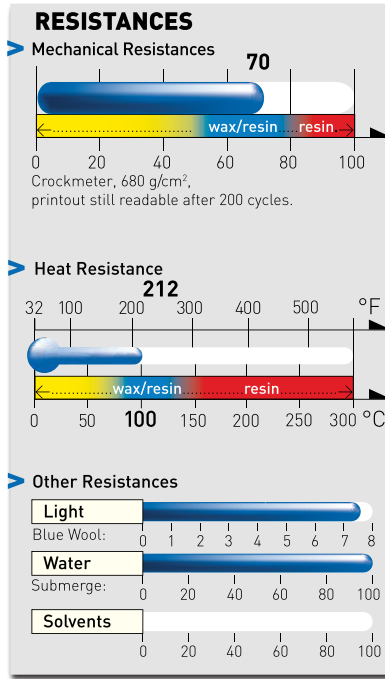 RESISTANCES
> Mechanical Resistances
70
wax/resin resin
0 20 40 60 80 100
Crockmeter, 680 g/cm²,
printout still readable after 200 cycles.
> Heat Resistance
212
32 100 200 300 400 500 °F
wax/resin resin
0 50 100 150 200 250 300 °C
> Other Resistances
Light
Blue Wool: 0 1 2 3 4 5 6 7 8
Water
Submerge: 0 20 40 60 80 100
Solvents
0 20 40 60 80 100